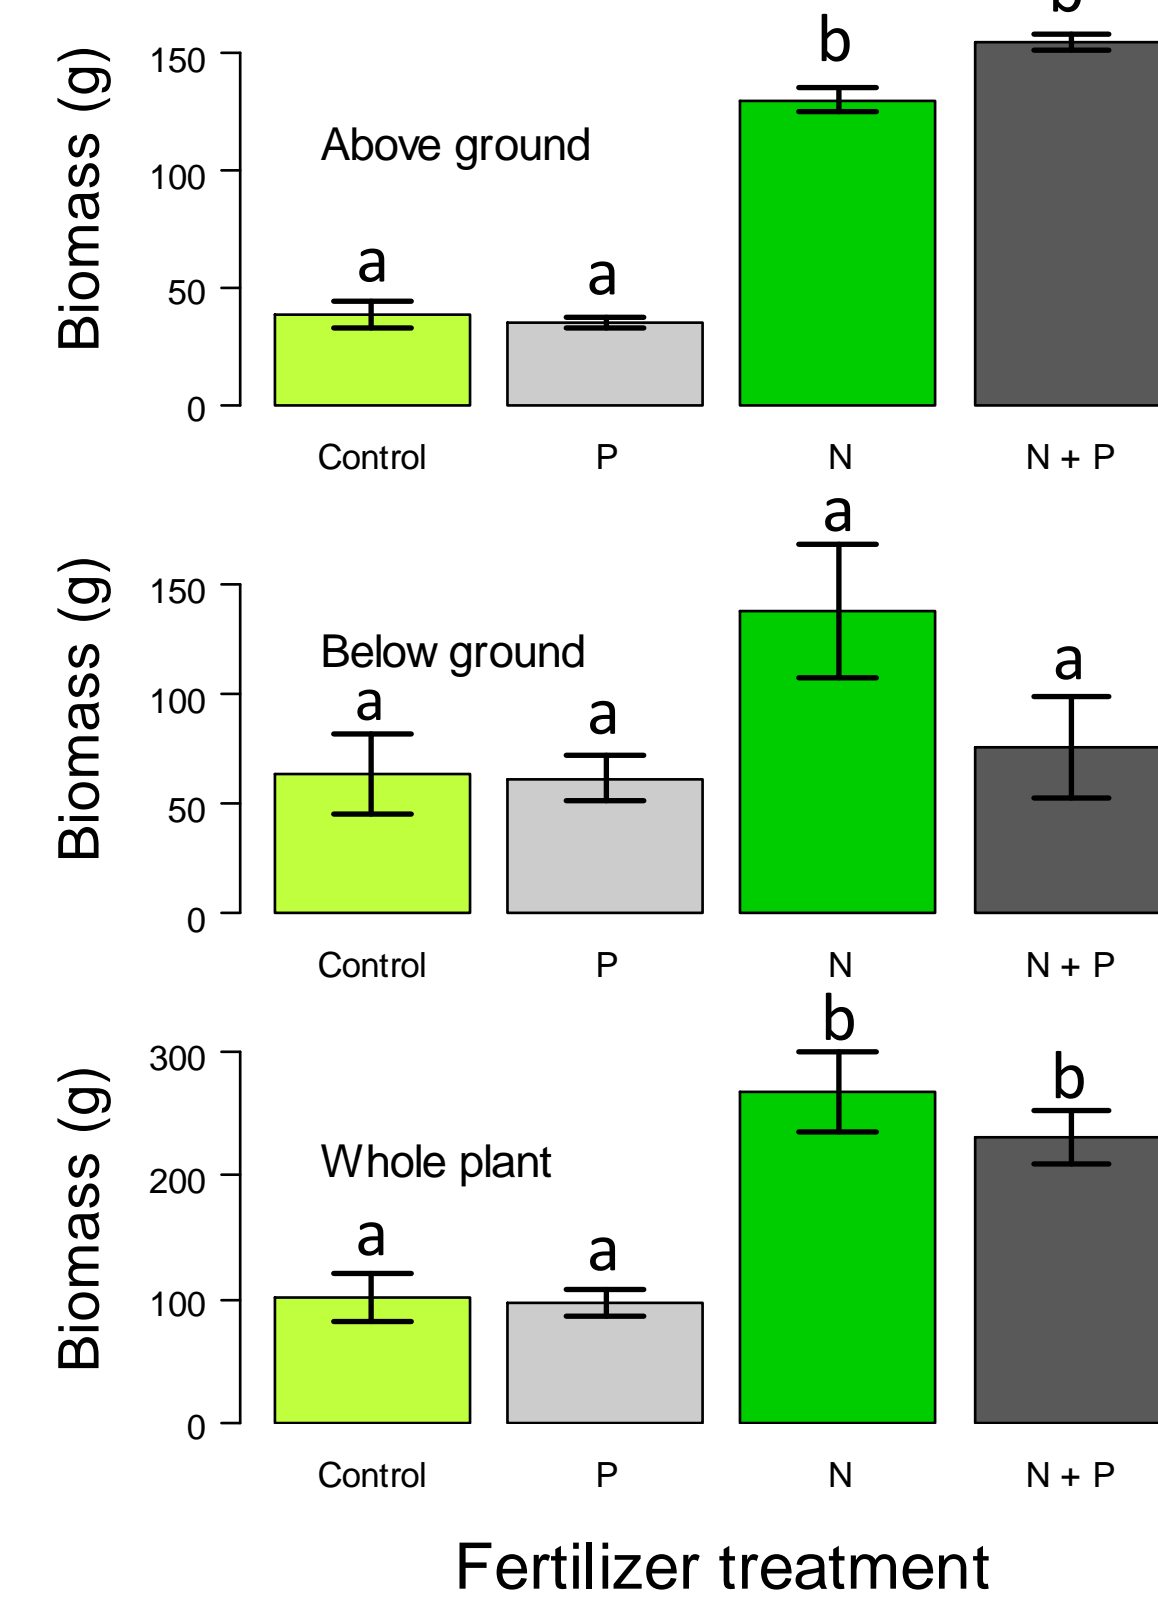 b
b
150
Biomass (g)
Above ground
100
a
a
50
0
Control P N N + P
a
150
Biomass (g)
Below ground
a
100
a
a
50
0
Control P N N + P
b
300
b
Biomass (g)
Whole plant
200
a
a
100
0
Control P N N + P
Fertilizer treatment